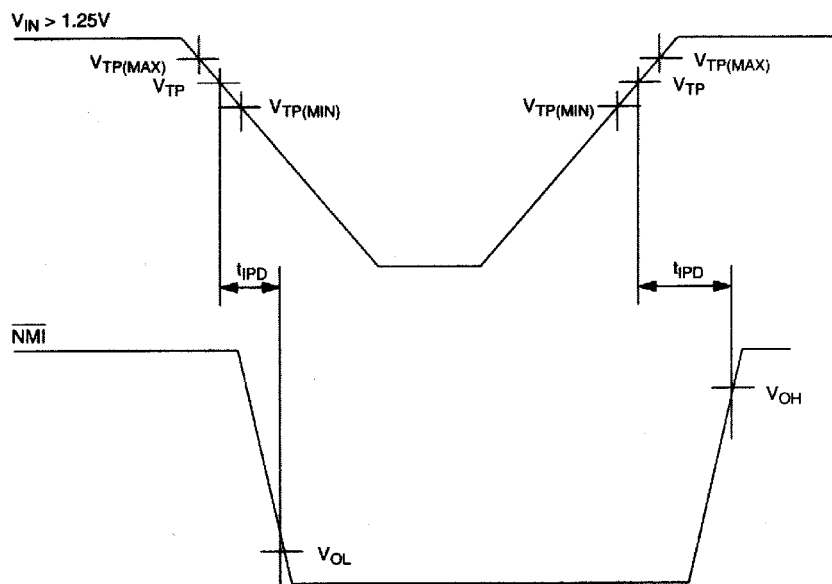 V_IN > 1.25V
V_TP(MAX)
V_TP
V_TP(MIN)
V_TP(MIN)
V_TP
V_TP(MAX)
t_IPD
t_IPD
NMI
V_OH
V_OL